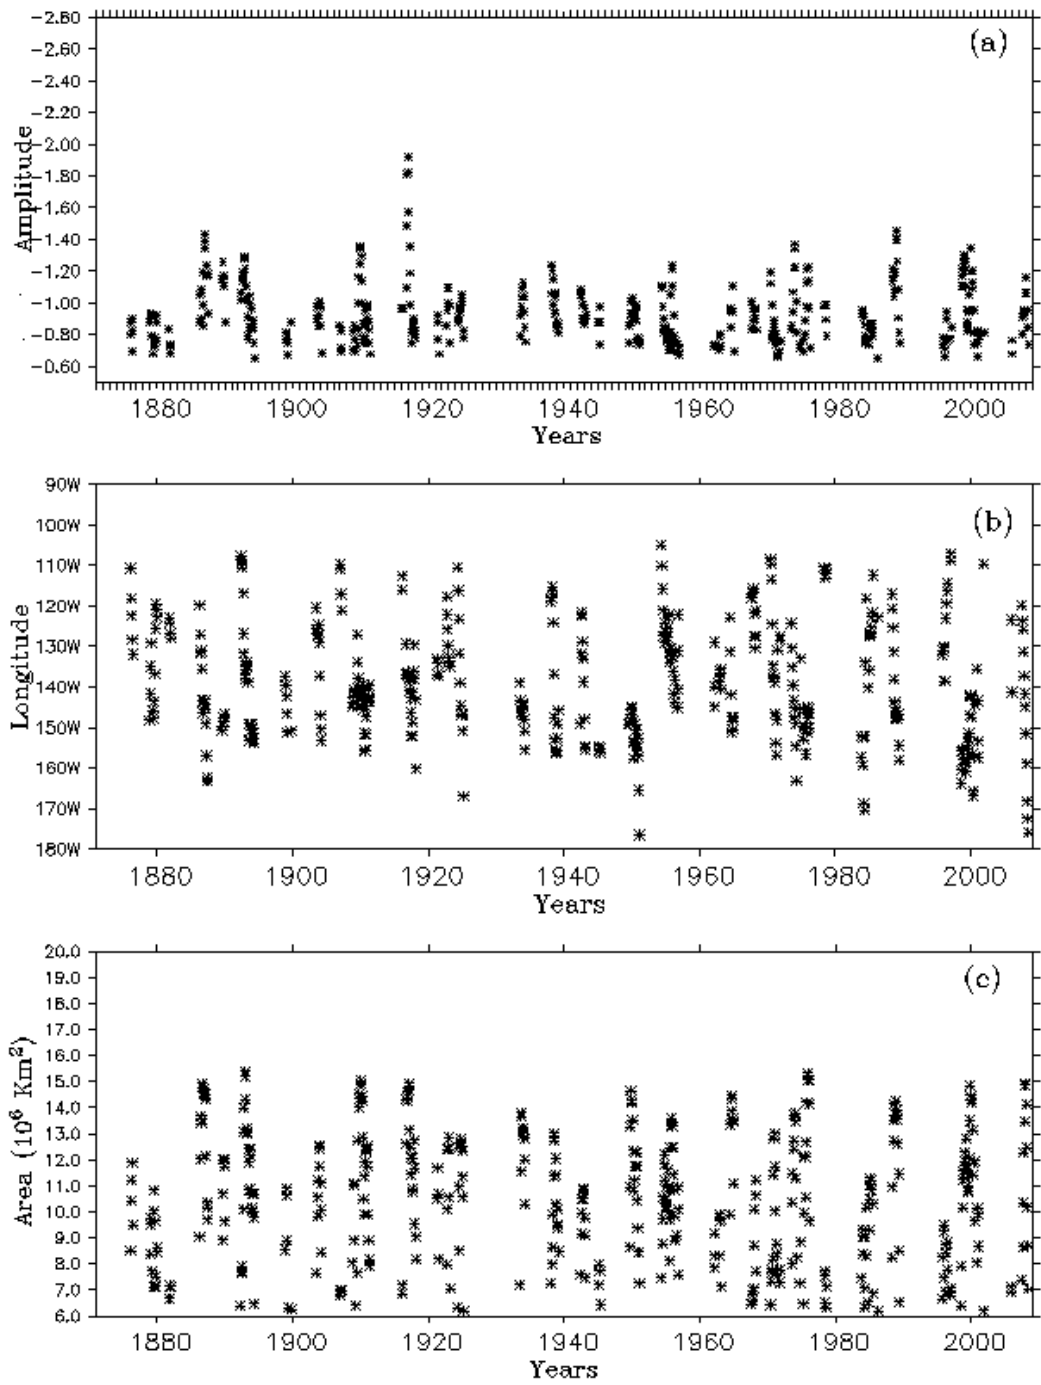 -2.80
(a)
-2.60
-2.40
-2.20
-2.00
-1.80
-1.60
-1.40
-1.20
-1.00
-0.80
-0.60
Amplitude
1880 1900 1920 1940 1960 1980 2000
Years
90W
100W
(b)
110W
120W
130W
140W
150W
160W
170W
180W
Longitude
1880 1900 1920 1940 1960 1980 2000
Years
20.0
19.0
(c)
18.0
17.0
16.0
15.0
14.0
13.0
12.0
11.0
10.0
9.0
8.0
7.0
6.0
Area (10⁶ Km²)
1880 1900 1920 1940 1960 1980 2000
Years